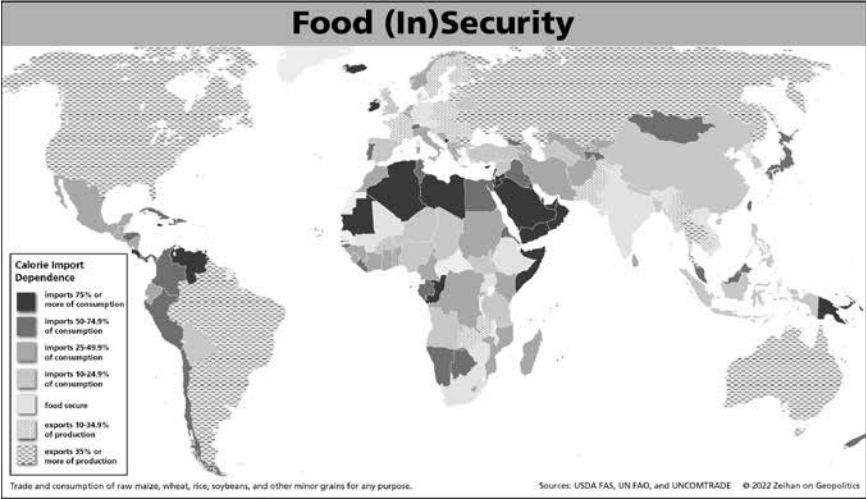 Food (In)Security
Calorie Import
Dependence
imports 75% or
more of consumption
imports 50-74.9%
of consumption
imports 25-49.9%
of consumption
imports 10-24.9%
of consumption
food secure
exports 10-34.9%
of production
exports 35% or
more of production
Trade and consumption of raw maize, wheat, rice, soybeans, and other minor grains for any purpose.
Sources: USDA FAS, UN FAO, and UNCOMTRADE © 2022 Zeihan on Geopolitics